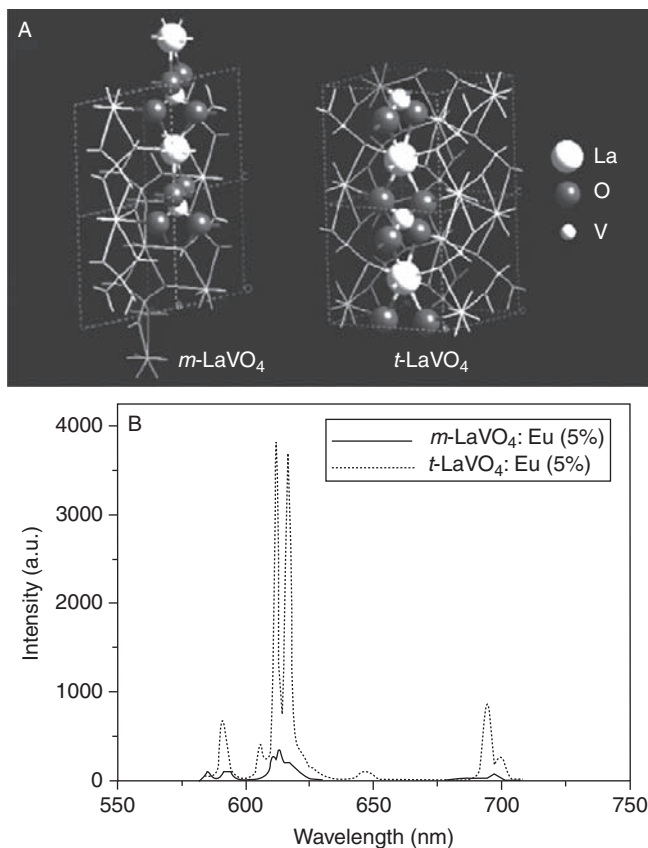 A
La
O
V
m-LaVO₄
t-LaVO₄
B
m-LaVO₄: Eu (5%)
t-LaVO₄: Eu (5%)
4000
3000
2000
1000
0
Intensity (a.u.)
550
600
650
700
750
Wavelength (nm)